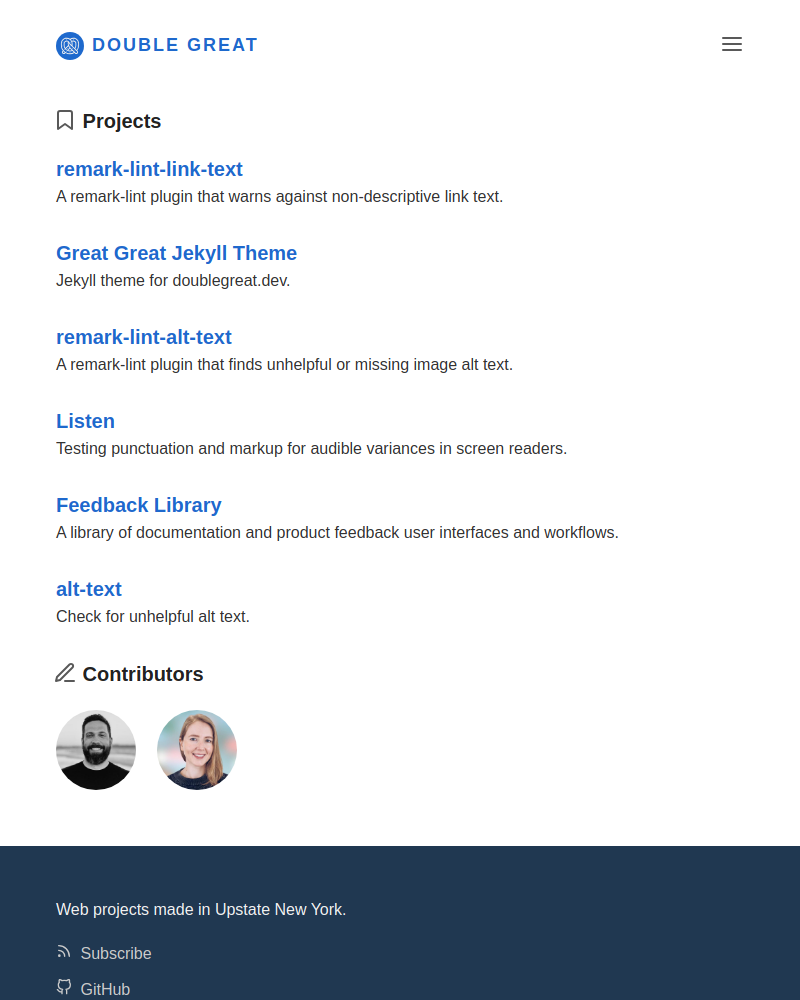 DOUBLE GREAT
Projects
remark-lint-link-text
A remark-lint plugin that warns against non-descriptive link text.
Great Great Jekyll Theme
Jekyll theme for doublegreat.dev.
remark-lint-alt-text
A remark-lint plugin that finds unhelpful or missing image alt text.
Listen
Testing punctuation and markup for audible variances in screen readers.
Feedback Library
A library of documentation and product feedback user interfaces and workflows.
alt-text
Check for unhelpful alt text.
Contributors
Web projects made in Upstate New York.
Subscribe
GitHub